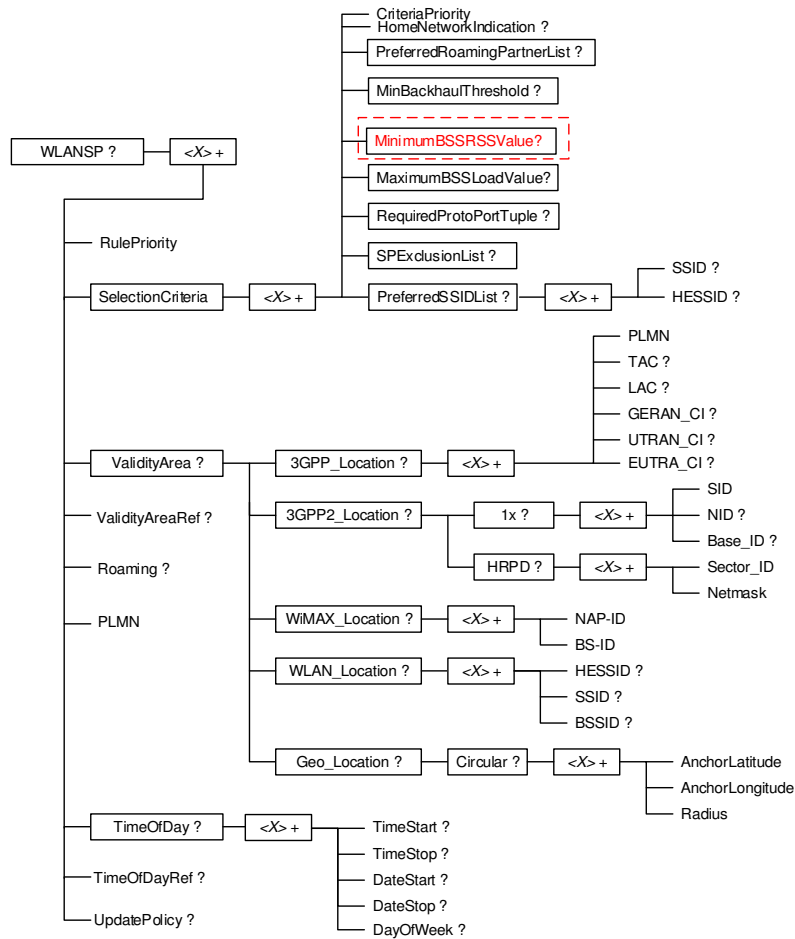 CriteriaPriority
HomeNetworkIndication ?
PreferredRoamingPartnerList ?
MinBackhaulThreshold ?
WLANSP ?
<X> +
MinimumBSSRSSValue?
MaximumBSSLoadValue?
RequiredProtoPortTuple ?
RulePriority
SPExclusionList ?
SSID ?
SelectionCriteria
<X> +
PreferredSSIDList ?
<X> +
HESSID ?
PLMN
TAC ?
LAC ?
GERAN_CI ?
UTRAN_CI ?
ValidityArea ?
3GPP_Location ?
<X> +
EUTRA_CI ?
SID
ValidityAreaRef ?
3GPP2_Location ?
1x ?
<X> +
NID ?
Base_ID ?
Roaming ?
HRPD ?
<X> +
Sector_ID
Netmask
PLMN
WiMAX_Location ?
<X> +
NAP-ID
BS-ID
WLAN_Location ?
<X> +
HESSID ?
SSID ?
BSSID ?
Geo_Location ?
Circular ?
<X> +
AnchorLatitude
AnchorLongitude
Radius
TimeOfDay ?
<X> +
TimeStart ?
TimeStop ?
TimeOfDayRef ?
DateStart ?
DateStop ?
UpdatePolicy ?
DayOfWeek ?